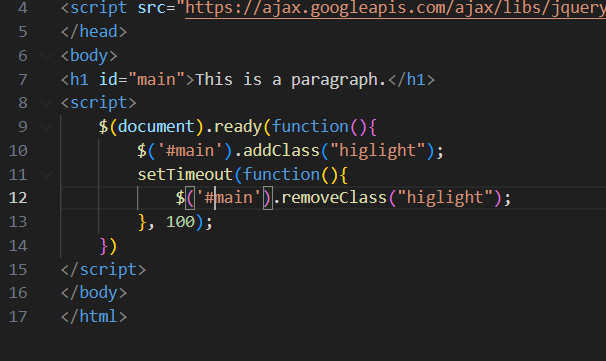 4 <script src="https://ajax.googleapis.com/ajax/libs/jquery
5 </head>
6 <body>
7 <h1 id="main">This is a paragraph.</h1>
8 <script>
9 $(document).ready(function(){
10 $('#main').addClass("higlight");
11 setTimeout(function(){
12 $('#main').removeClass("higlight");
13 }, 100);
14 })
15 </script>
16 </body>
17 </html>